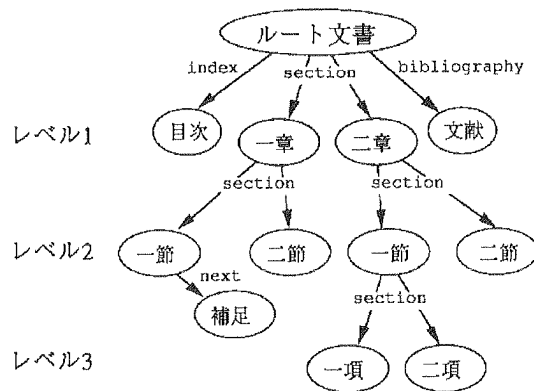 ルート文書
index section bibliography
レベル1 目次 一章 二章 文献
section section
レベル2 一節 二節 一節 二節
next section
補足
レベル3 一項 二項